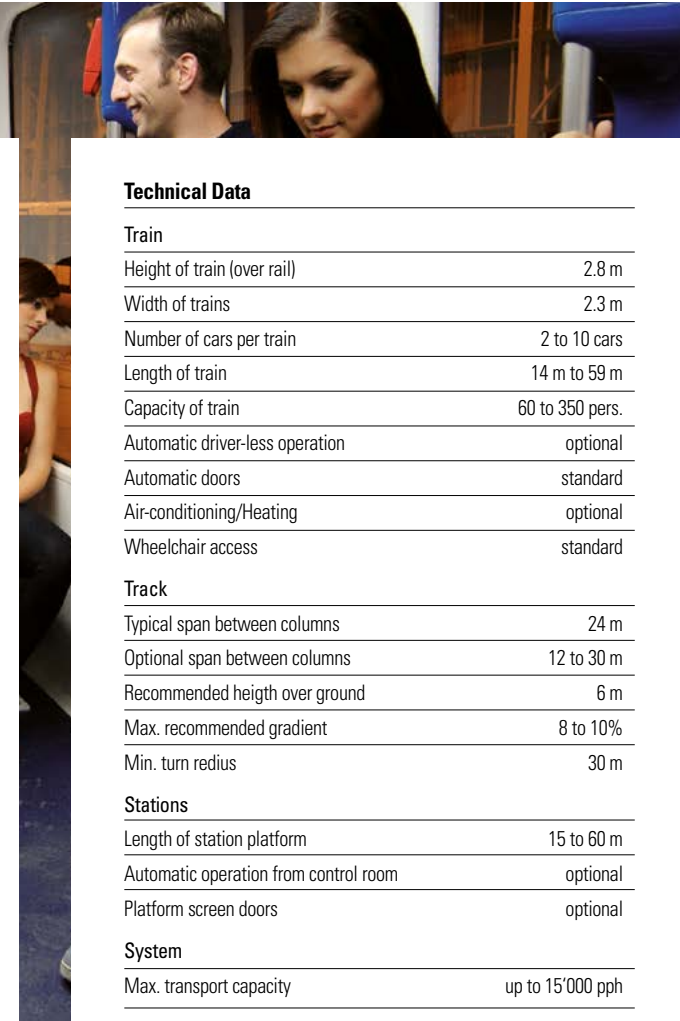 Technical Data
Train
Height of train (over rail) 2.8 m
Width of trains 2.3 m
Number of cars per train 2 to 10 cars
Length of train 14 m to 59 m
Capacity of train 60 to 350 pers.
Automatic driver-less operation optional
Automatic doors standard
Air-conditioning/Heating optional
Wheelchair access standard
Track
Typical span between columns 24 m
Optional span between columns 12 to 30 m
Recommended heigth over ground 6 m
Max. recommended gradient 8 to 10%
Min. turn redius 30 m
Stations
Length of station platform 15 to 60 m
Automatic operation from control room optional
Platform screen doors optional
System
Max. transport capacity up to 15’000 pph